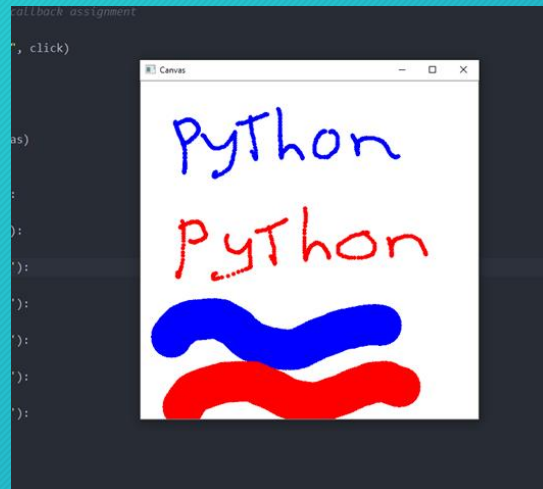 callback assignment
", click)
Canvas
PyThon
as)
:
):
PyThon
'):
'):
'):
'):
'):